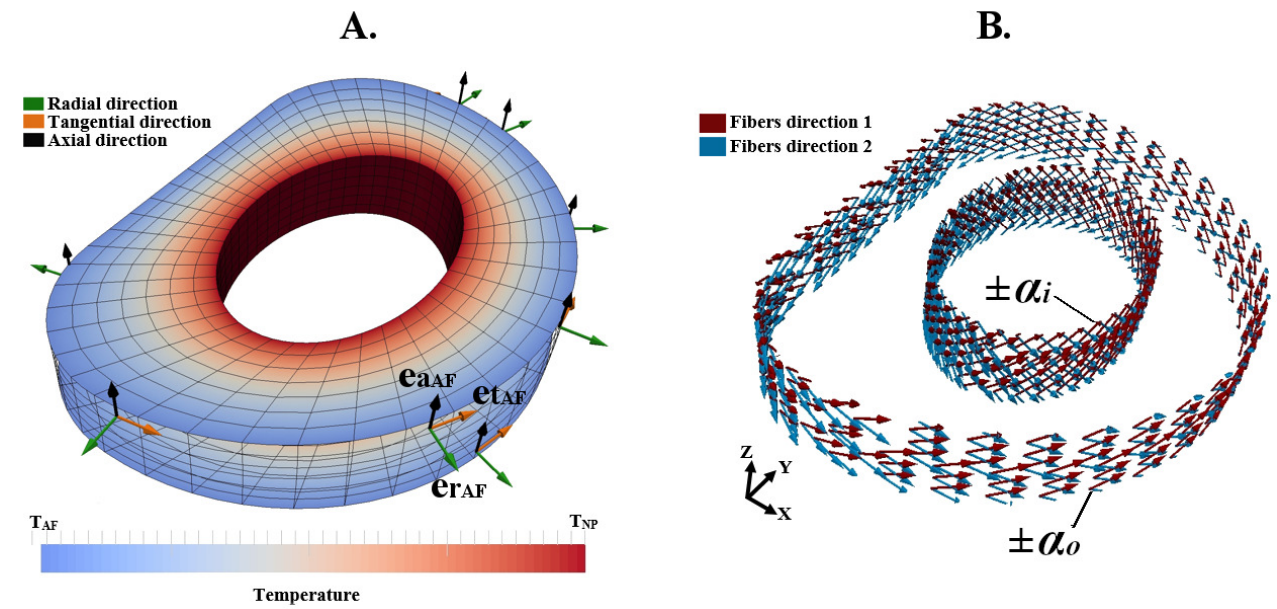 A.
Radial direction
Tangential direction
Axial direction
eaAF
etAF
erAF
TAF
TNP
Temperature
B.
Fibers direction 1
Fibers direction 2
±αi
±αo
Z
Y
X